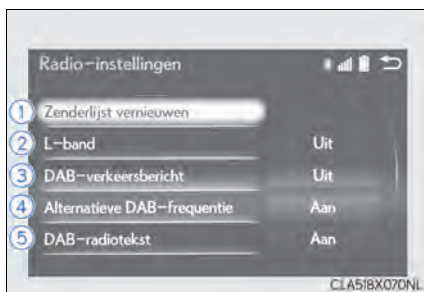 Radio-instellingen
1 Zenderlijst vernieuwen
2 L-band Uit
3 DAB-verkeersbericht Uit
4 Alternatieve DAB-frequentie Aan
5 DAB-radiotekst Aan
CLA51BX070NL